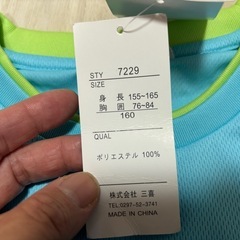 STY 7229
SIZE
身 長 155~165
胸 囲 76~84
160
QUAL
ポリエステル 100%
株式会社 三喜
TEL.0297-52-3741
MADE IN CHINA